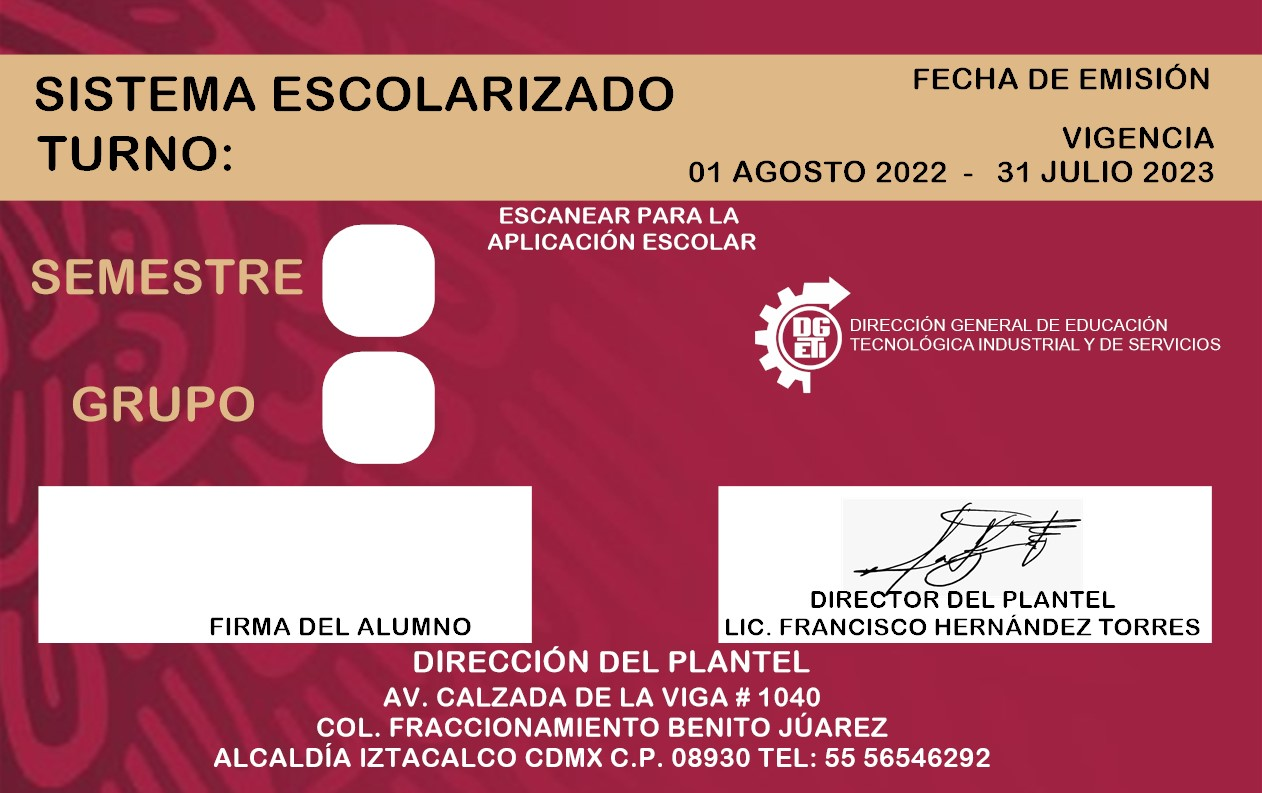 SISTEMA ESCOLARIZADO
TURNO:
FECHA DE EMISIÓN
VIGENCIA
01 AGOSTO 2022 - 31 JULIO 2023
ESCANEAR PARA LA
APLICACIÓN ESCOLAR
SEMESTRE
GRUPO
DG
ETi
DIRECCIÓN GENERAL DE EDUCACIÓN
TECNOLÓGICA INDUSTRIAL Y DE SERVICIOS
FIRMA DEL ALUMNO
DIRECTOR DEL PLANTEL
LIC. FRANCISCO HERNÁNDEZ TORRES
DIRECCIÓN DEL PLANTEL
AV. CALZADA DE LA VIGA # 1040
COL. FRACCIONAMIENTO BENITO JÚAREZ
ALCALDÍA IZTACALCO CDMX C.P. 08930 TEL: 55 56546292